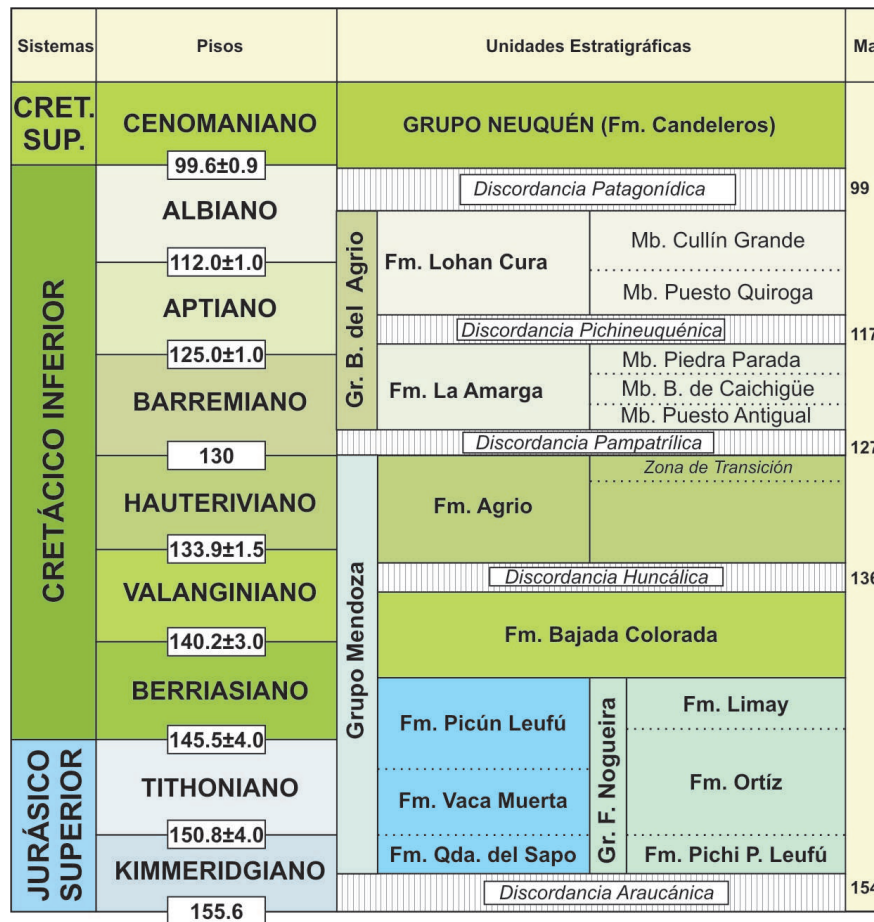 Sistemas
Pisos
Unidades Estratigráficas
Ma
CRET.
SUP.
CENOMANIANO
GRUPO NEUQUÉN (Fm. Candeleros)
99.6±0.9
Discordancia Patagonídica
99
CRETÁCICO INFERIOR
ALBIANO
Gr. B. del Agrio
Fm. Lohan Cura
Mb. Cullín Grande
112.0±1.0
Mb. Puesto Quiroga
APTIANO
Discordancia Pichineuquénica
117
125.0±1.0
Fm. La Amarga
Mb. Piedra Parada
Mb. B. de Caichigüe
Mb. Puesto Antigual
BARREMIANO
Discordancia Pampatrílica
127
130
Grupo Mendoza
Zona de Transición
HAUTERIVIANO
Fm. Agrio
133.9±1.5
Discordancia Huncálica
136
VALANGINIANO
Fm. Bajada Colorada
140.2±3.0
BERRIASIANO
Fm. Picún Leufú
Gr. F. Nogueira
Fm. Limay
145.5±4.0
JURÁSICO
SUPERIOR
TITHONIANO
Fm. Vaca Muerta
Fm. Ortíz
150.8±4.0
KIMMERIDGIANO
Fm. Qda. del Sapo
Fm. Pichi P. Leufú
Discordancia Araucánica
154
155.6